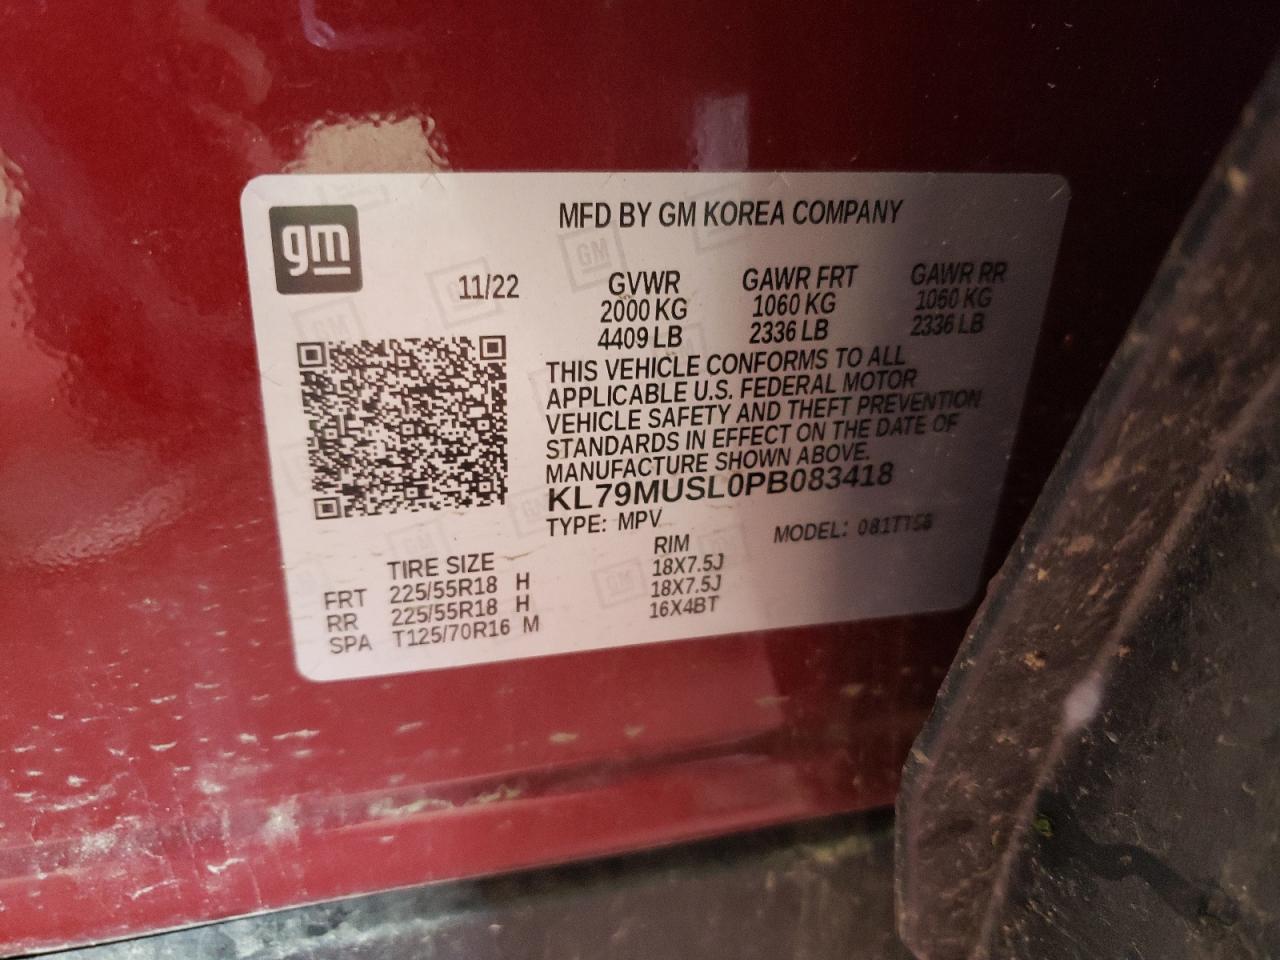 gm
MFD BY GM KOREA COMPANY
11/22 GVWR GAWR FRT GAWR RR
2000 KG 1060 KG 1060 KG
4409 LB 2336 LB 2336 LB
THIS VEHICLE CONFORMS TO ALL
APPLICABLE U.S. FEDERAL MOTOR
VEHICLE SAFETY AND THEFT PREVENTION
STANDARDS IN EFFECT ON THE DATE OF
MANUFACTURE SHOWN ABOVE.
KL79MUSL0PB083418
TYPE: MPV MODEL:
TIRE SIZE RIM
FRT 225/55R18 H 18X7.5J
RR 225/55R18 H 18X7.5J
SPA T125/70R16 M 16X4BT